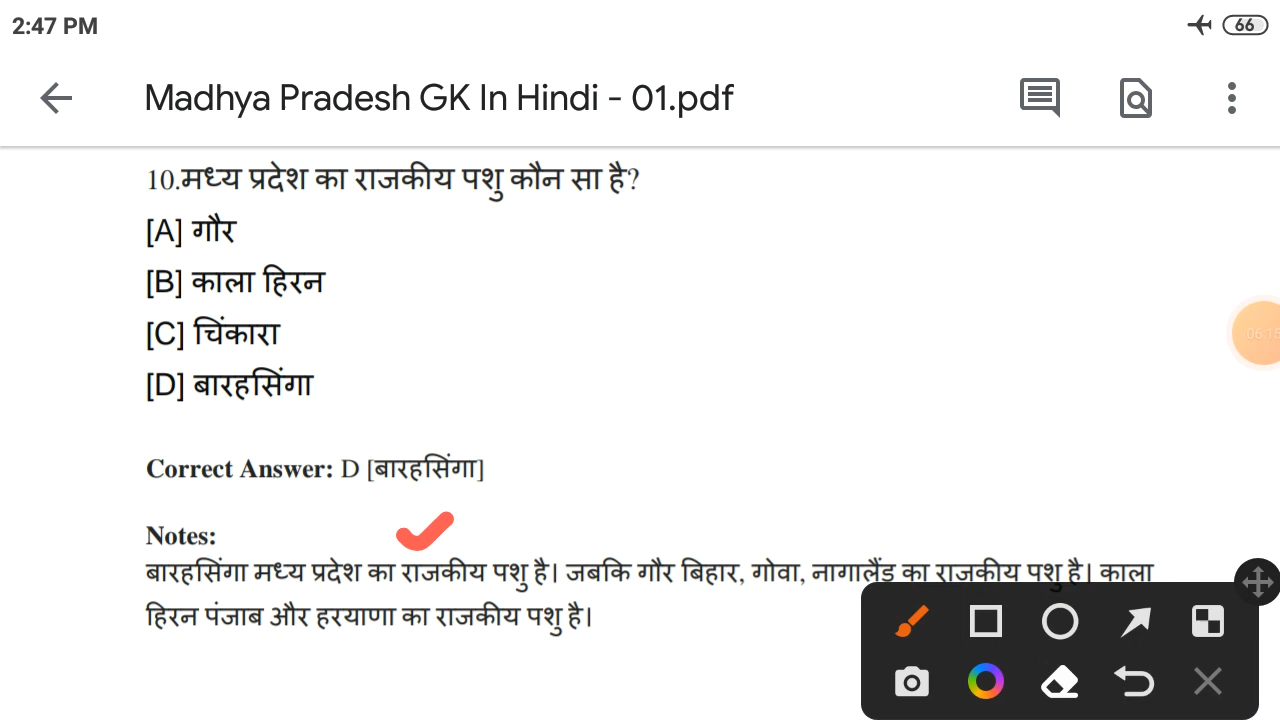 2:47 PM
66
Madhya Pradesh GK In Hindi - 01.pdf
10.मध्य प्रदेश का राजकीय पशु कौन सा है?
[A] गौर
[B] काला हिरन
[C] चिंकारा
[D] बारहसिंगा
Correct Answer: D [बारहसिंगा]
Notes:
बारहसिंगा मध्य प्रदेश का राजकीय पशु है। जबकि गौर बिहार, गोवा, नागालैंड का राजकीय पशु है। काला
हिरन पंजाब और हरयाणा का राजकीय पशु है।